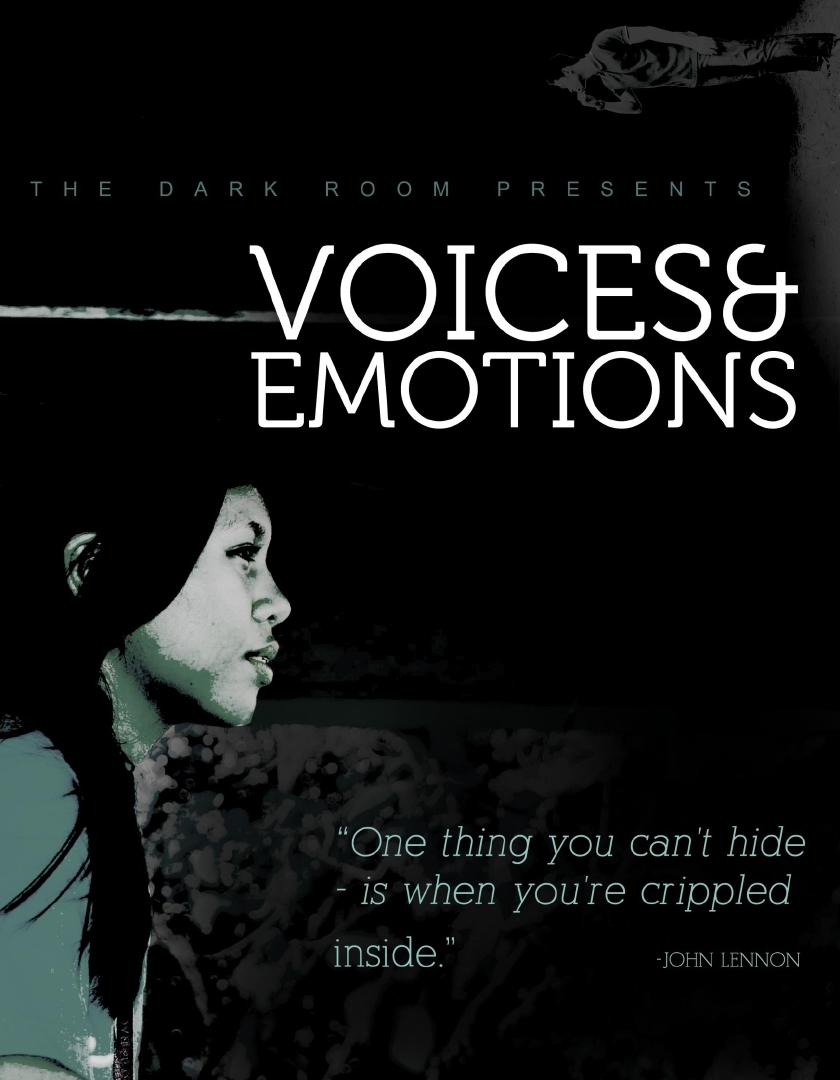 THE DARK ROOM PRESENTS
VOICES&
EMOTIONS
“One thing you can't hide
- is when you're crippled
inside.”
-JOHN LENNON